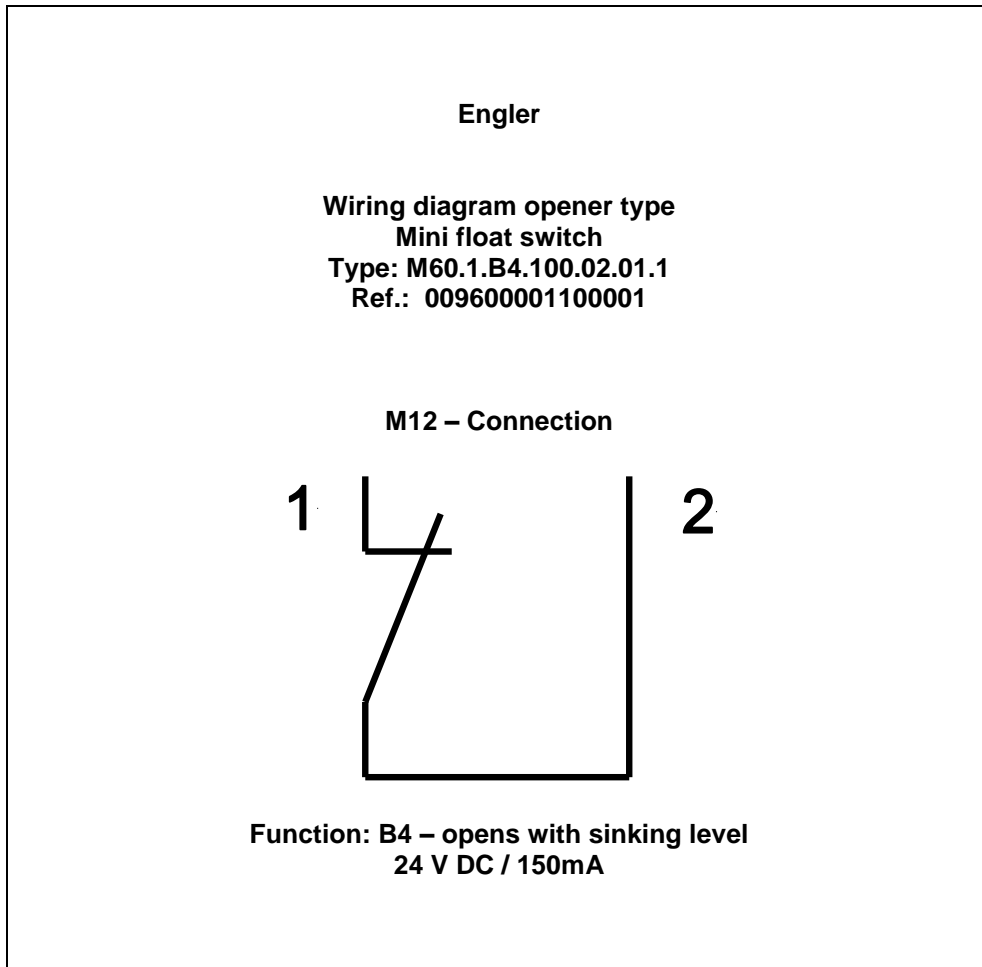 Engler
Wiring diagram opener type
Mini float switch
Type: M60.1.B4.100.02.01.1
Ref.: 009600001100001
M12 – Connection
1
2
Function: B4 – opens with sinking level
24 V DC / 150mA